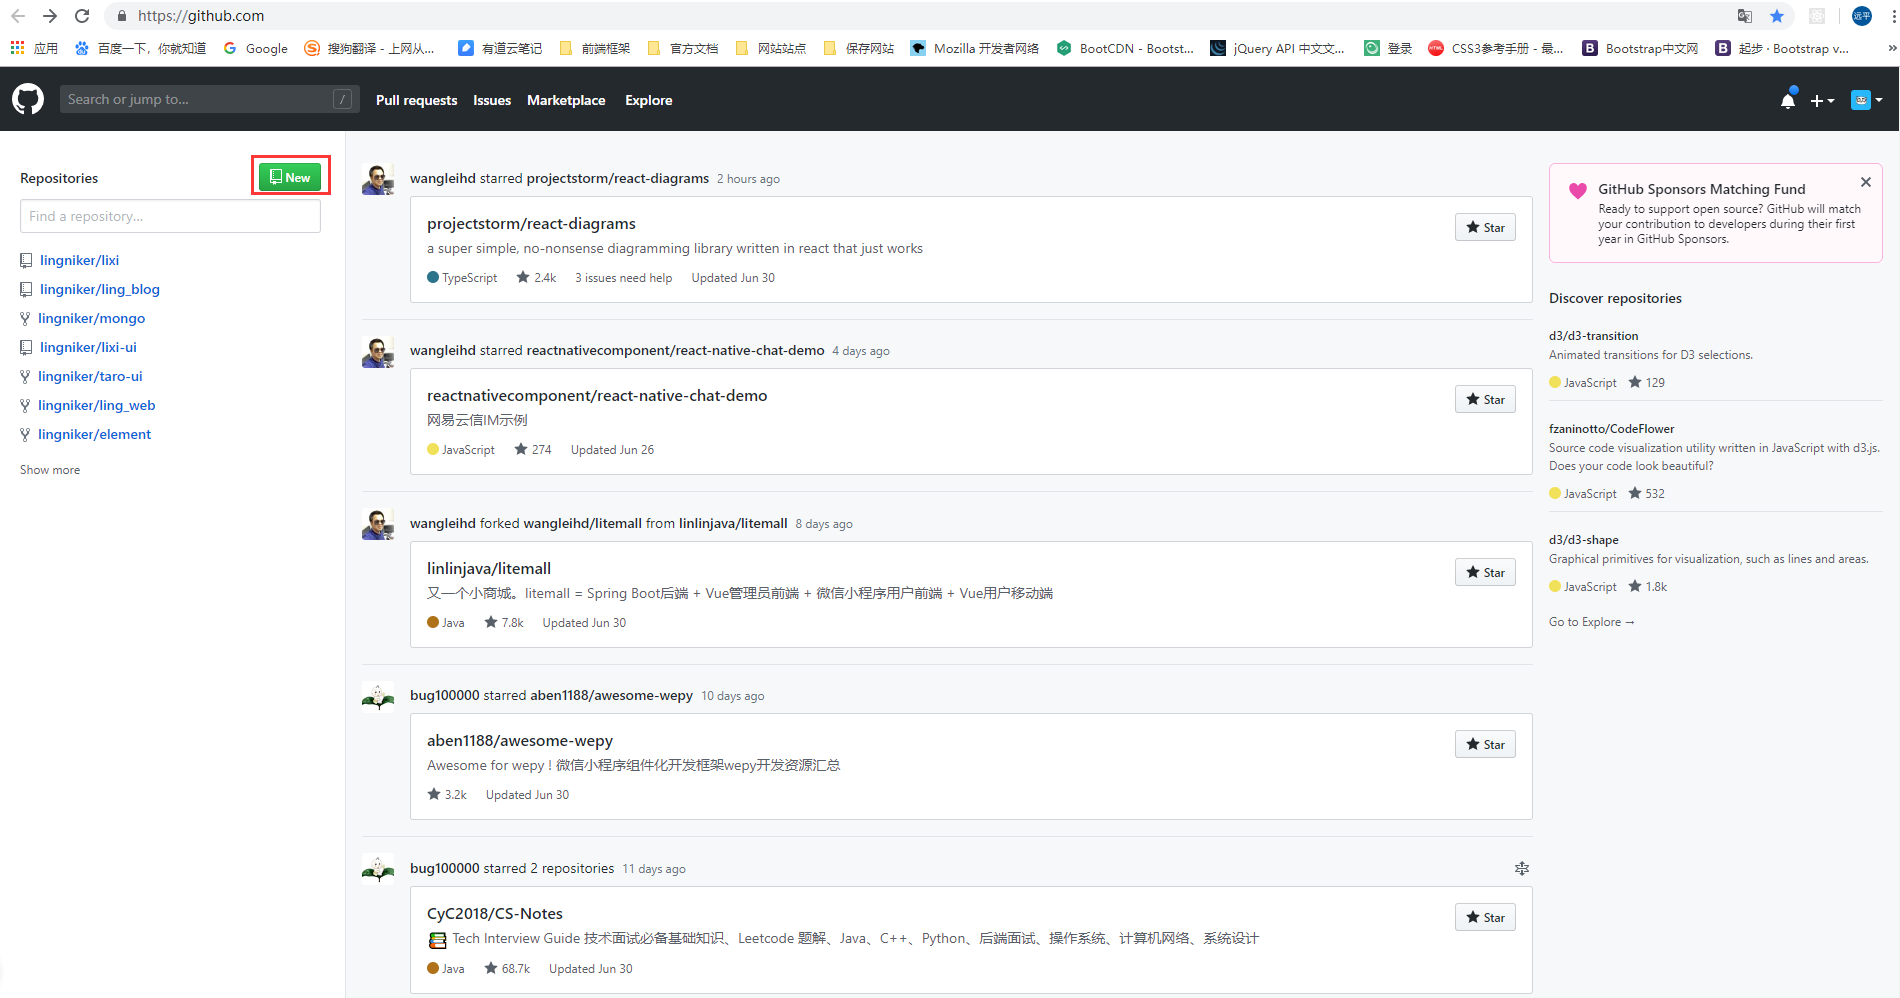 https://github.com
远平
应用 百度一下，你就知道 Google 搜狗翻译 - 上网从... 有道云笔记 前端框架 官方文档 网站站点 保存网站 Mozilla 开发者网络 BootCDN - Bootst... jQuery API 中文文... 登录 CSS3参考手册 - 最... Bootstrap中文网 起步 · Bootstrap v... »
Search or jump to... / Pull requests Issues Marketplace Explore
Repositories New
Find a repository...
lingniker/lixi
lingniker/ling_blog
lingniker/mongo
lingniker/lixi-ui
lingniker/taro-ui
lingniker/ling_web
lingniker/element
Show more
wangleihd starred projectstorm/react-diagrams 2 hours ago
projectstorm/react-diagrams
Star
a super simple, no-nonsense diagramming library written in react that just works
TypeScript 2.4k 3 issues need help Updated Jun 30
wangleihd starred reactnativecomponent/react-native-chat-demo 4 days ago
reactnativecomponent/react-native-chat-demo
Star
网易云信IM示例
JavaScript 274 Updated Jun 26
wangleihd forked wangleihd/litemall from linlinjava/litemall 8 days ago
linlinjava/litemall
Star
又一个小商城。litemall = Spring Boot后端 + Vue管理员前端 + 微信小程序用户前端 + Vue用户移动端
Java 7.8k Updated Jun 30
bug100000 starred aben1188/awesome-wepy 10 days ago
aben1188/awesome-wepy
Star
Awesome for wepy ! 微信小程序组件化开发框架wepy开发资源汇总
3.2k Updated Jun 30
bug100000 starred 2 repositories 11 days ago
CyC2018/CS-Notes
Star
Tech Interview Guide 技术面试必备基础知识、Leetcode 题解、Java、C++、Python、后端面试、操作系统、计算机网络、系统设计
Java 68.7k Updated Jun 30
GitHub Sponsors Matching Fund
Ready to support open source? GitHub will match
your contribution to developers during their first
year in GitHub Sponsors.
Discover repositories
d3/d3-transition
Animated transitions for D3 selections.
JavaScript 129
fzaninotto/CodeFlower
Source code visualization utility written in JavaScript with d3.js.
Does your code look beautiful?
JavaScript 532
d3/d3-shape
Graphical primitives for visualization, such as lines and areas.
JavaScript 1.8k
Go to Explore →